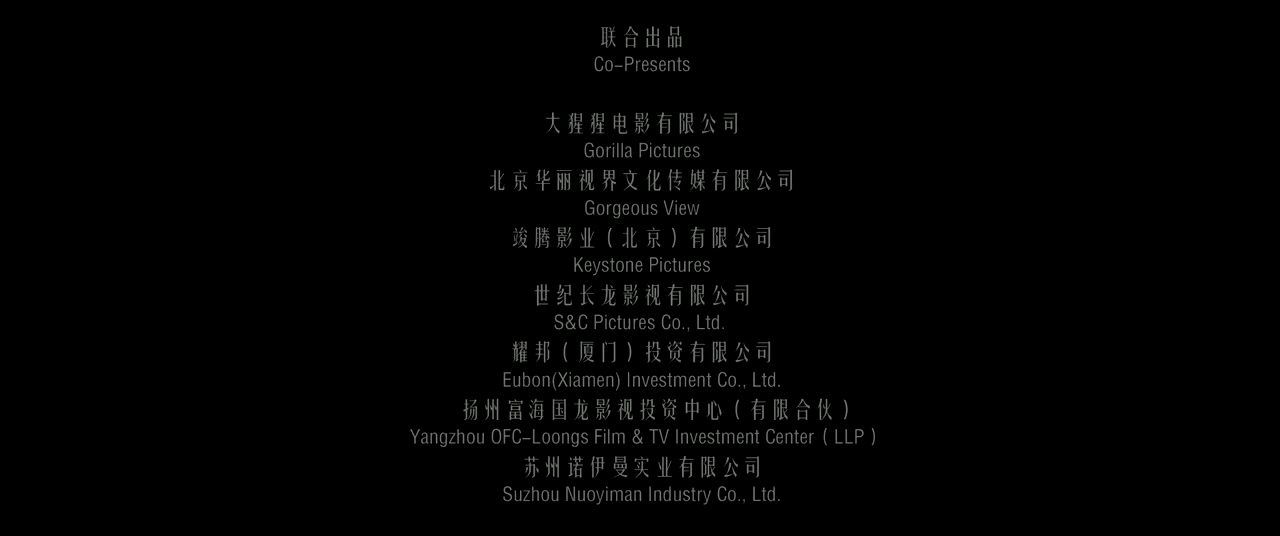 联合出品
Co-Presents
大猩猩电影有限公司
Gorilla Pictures
北京华丽视界文化传媒有限公司
Gorgeous View
竣腾影业（北京）有限公司
Keystone Pictures
世纪长龙影视有限公司
S&C Pictures Co., Ltd.
耀邦（厦门）投资有限公司
Eubon(Xiamen) Investment Co., Ltd.
扬州富海国龙影视投资中心（有限合伙）
Yangzhou OFC-Loongs Film & TV Investment Center ( LLP )
苏州诺伊曼实业有限公司
Suzhou Nuoyiman Industry Co., Ltd.